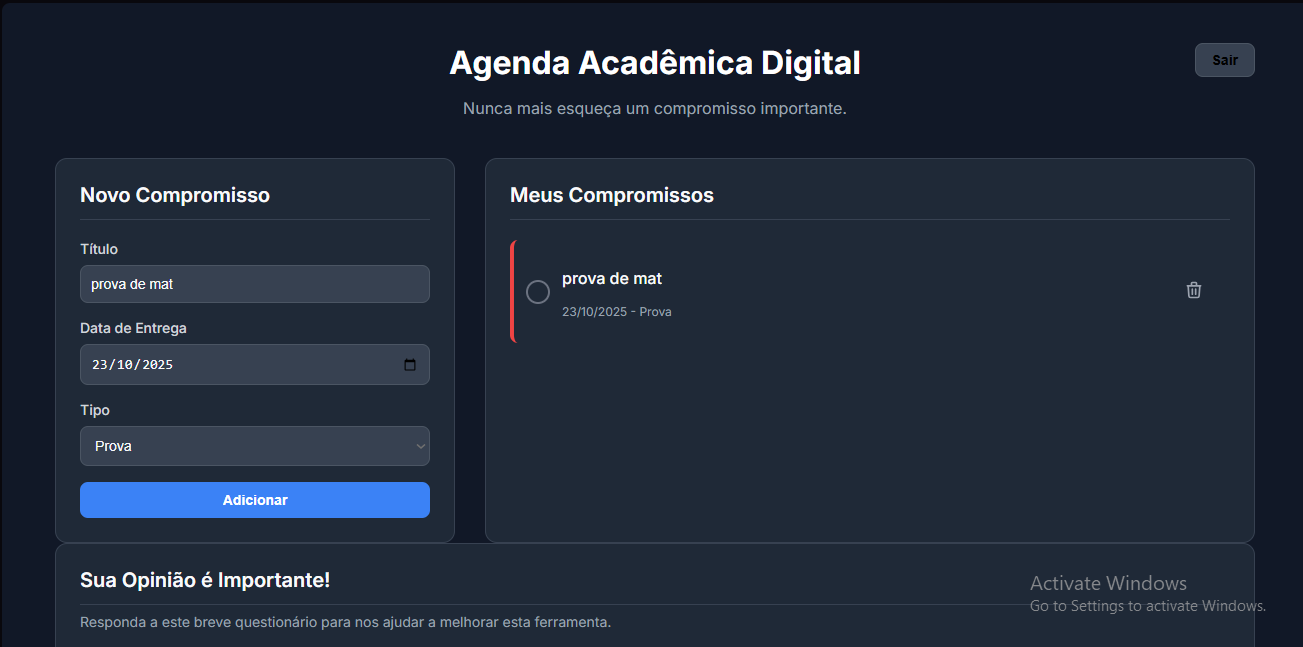 Agenda Acadêmica Digital
Sair
Nunca mais esqueça um compromisso importante.
Novo Compromisso
Título
prova de mat
Data de Entrega
23/10/2025
Tipo
Prova
Adicionar
Meus Compromissos
prova de mat
23/10/2025 - Prova
Sua Opinião é Importante!
Responda a este breve questionário para nos ajudar a melhorar esta ferramenta.
Activate Windows
Go to Settings to activate Windows.